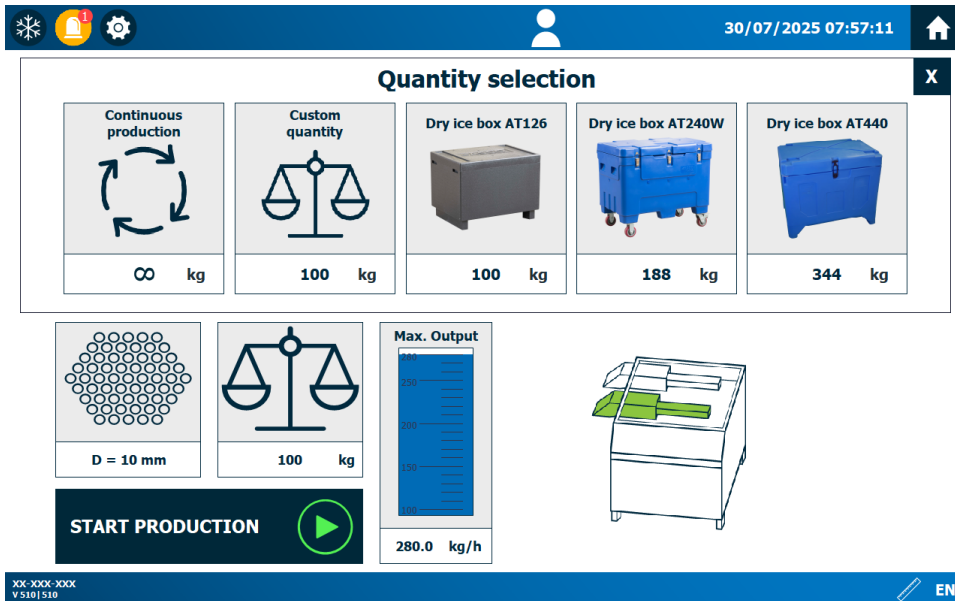 1
30/07/2025 07:57:11
Quantity selection
X
Continuous
production
∞ kg
Custom
quantity
100 kg
Dry ice box AT126
100 kg
Dry ice box AT240W
188 kg
Dry ice box AT440
344 kg
D = 10 mm
100 kg
Max. Output
280
250
200
150
100
280.0 kg/h
START PRODUCTION
XX-XXX-XXX
V 510 | 510
EN